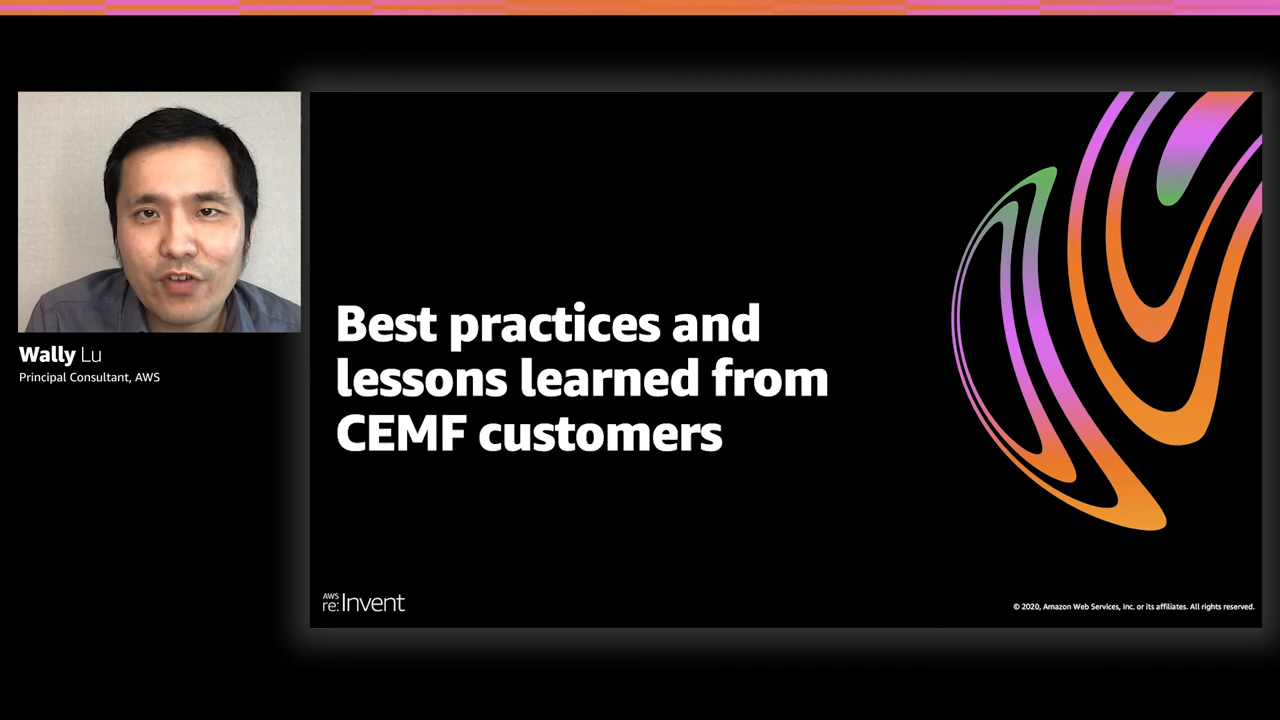 Wally Lu
Principal Consultant, AWS
Best practices and
lessons learned from
CEMF customers
AWS
re:Invent
© 2020, Amazon Web Services, Inc. or its affiliates. All rights reserved.